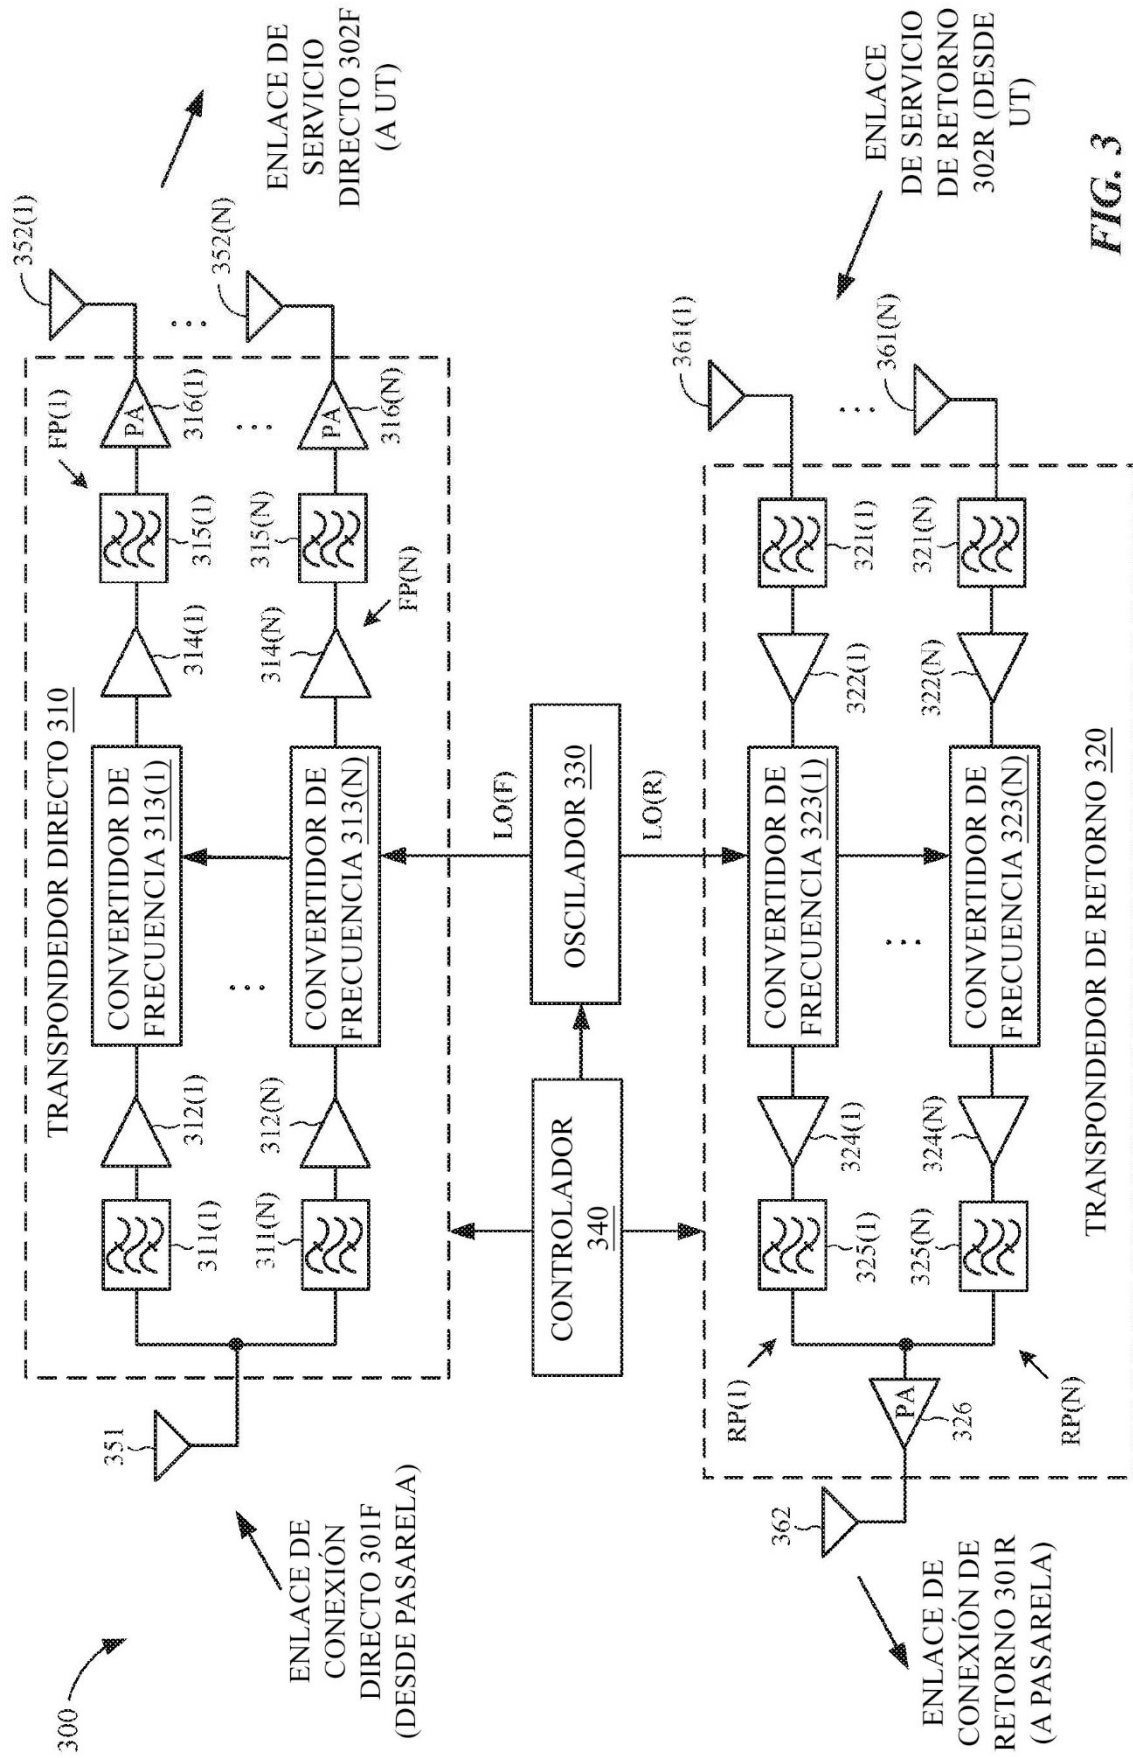 300
ENLACE DE
CONEXIÓN
DIRECTO 301F
(DESDE PASARELA)
351
TRANSPONDEDOR DIRECTO 310
311(1)
312(1)
CONVERTIDOR DE
FRECUENCIA 313(1)
314(1)
315(1)
FP(1)
PA
316(1)
352(1)
...
...
...
311(N)
312(N)
CONVERTIDOR DE
FRECUENCIA 313(N)
314(N)
315(N)
FP(N)
PA
316(N)
352(N)
ENLACE DE
SERVICIO
DIRECTO 302F
(A UT)
LO(F)
CONTROLADOR
340
OSCILADOR 330
LO(R)
362
ENLACE DE
CONEXIÓN DE
RETORNO 301R
(A PASARELA)
RP(1)
PA
326
RP(N)
325(1)
324(1)
CONVERTIDOR DE
FRECUENCIA 323(1)
322(1)
321(1)
361(1)
...
...
325(N)
324(N)
CONVERTIDOR DE
FRECUENCIA 323(N)
322(N)
321(N)
361(N)
TRANSPONDEDOR DE RETORNO 320
ENLACE
DE SERVICIO
DE RETORNO
302R (DESDE
UT)
FIG. 3